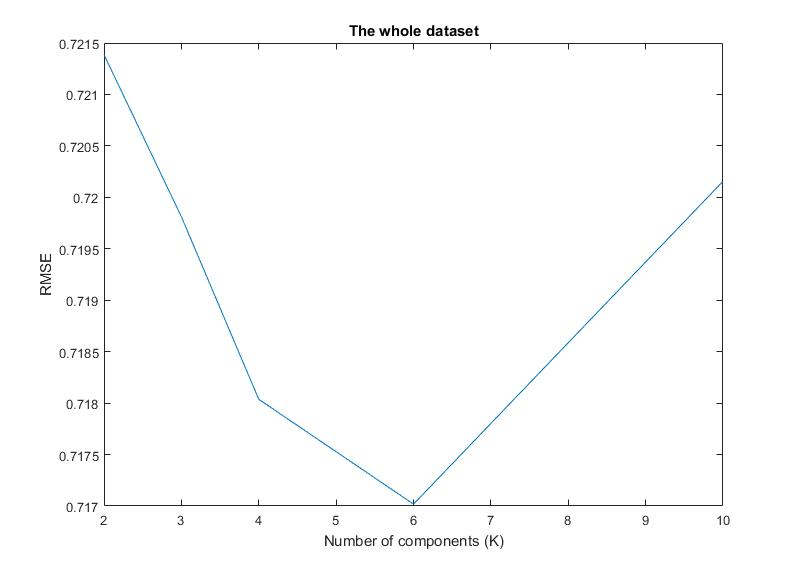 The whole dataset
0.7215
0.721
0.7205
0.72
0.7195
0.719
0.7185
0.718
0.7175
0.717
RMSE
2 3 4 5 6 7 8 9 10
Number of components (K)